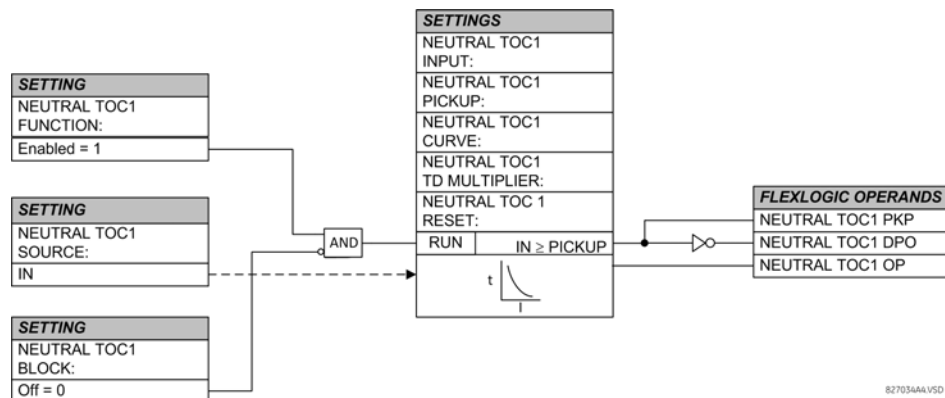 SETTING
NEUTRAL TOC1
FUNCTION:
Enabled = 1
SETTING
NEUTRAL TOC1
SOURCE:
IN
SETTING
NEUTRAL TOC1
BLOCK:
Off = 0
AND
SETTINGS
NEUTRAL TOC1
INPUT:
NEUTRAL TOC1
PICKUP:
NEUTRAL TOC1
CURVE:
NEUTRAL TOC1
TD MULTIPLIER:
NEUTRAL TOC 1
RESET:
RUN
IN ≥ PICKUP
t
I
FLEXLOGIC OPERANDS
NEUTRAL TOC1 PKP
NEUTRAL TOC1 DPO
NEUTRAL TOC1 OP
827034A4.VSD